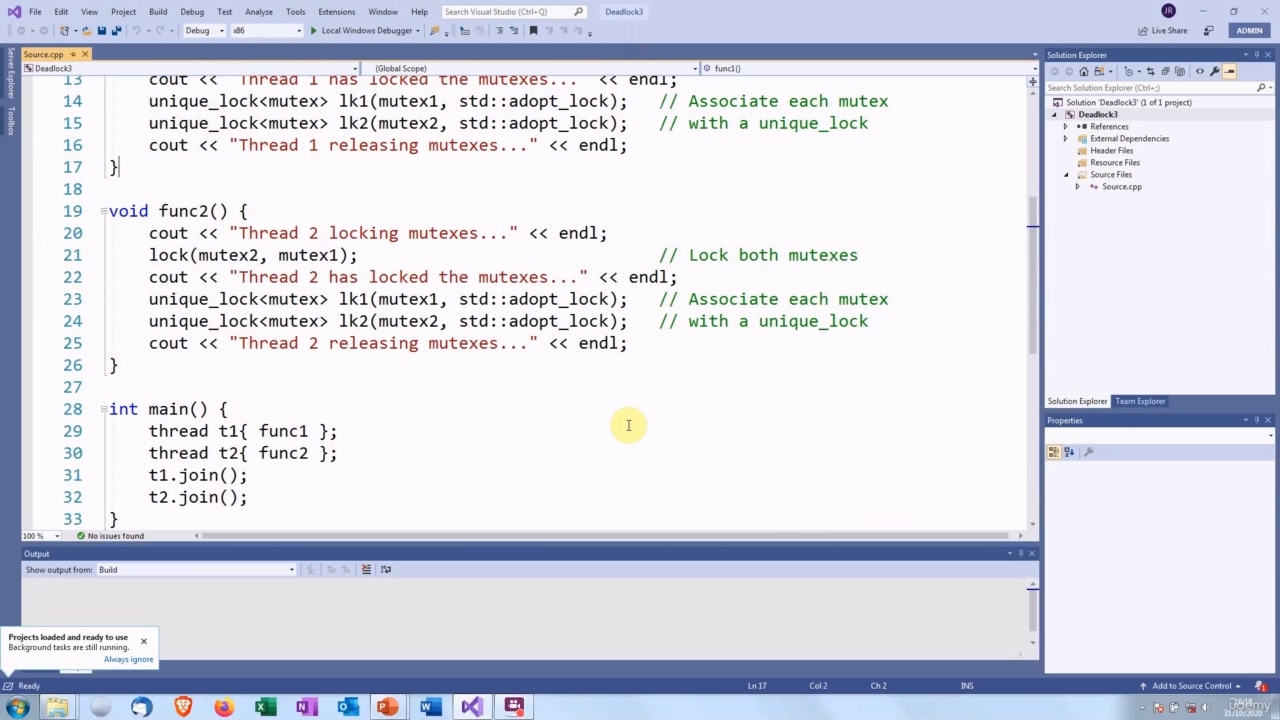 File Edit View Project Build Debug Test Analyze Tools Extensions Window Help Search Visual Studio (Ctrl+Q) Deadlock3 JR
Debug x86 Local Windows Debugger Live Share ADMIN
Server Explorer
Toolbox
Source.cpp
Deadlock3 (Global Scope) func1()
13 cout << "Thread 1 has locked the mutexes..." << endl;
14 unique_lock<mutex> lk1(mutex1, std::adopt_lock); // Associate each mutex
15 unique_lock<mutex> lk2(mutex2, std::adopt_lock); // with a unique_lock
16 cout << "Thread 1 releasing mutexes..." << endl;
17 }
18
19 void func2() {
20 cout << "Thread 2 locking mutexes..." << endl;
21 lock(mutex2, mutex1); // Lock both mutexes
22 cout << "Thread 2 has locked the mutexes..." << endl;
23 unique_lock<mutex> lk1(mutex1, std::adopt_lock); // Associate each mutex
24 unique_lock<mutex> lk2(mutex2, std::adopt_lock); // with a unique_lock
25 cout << "Thread 2 releasing mutexes..." << endl;
26 }
27
28 int main() {
29 thread t1{ func1 };
30 thread t2{ func2 };
31 t1.join();
32 t2.join();
33 }
100 % No issues found
Output
Show output from: Build
Solution Explorer
Search Solution Explorer (Ctrl+;)
Solution 'Deadlock3' (1 of 1 project)
Deadlock3
References
External Dependencies
Header Files
Resource Files
Source Files
Source.cpp
Solution Explorer Team Explorer
Properties
Projects loaded and ready to use
Background tasks are still running.
Always ignore
Ready Ln 17 Col 2 Ch 2 INS Add to Source Control 1
31/10/2020
udemy